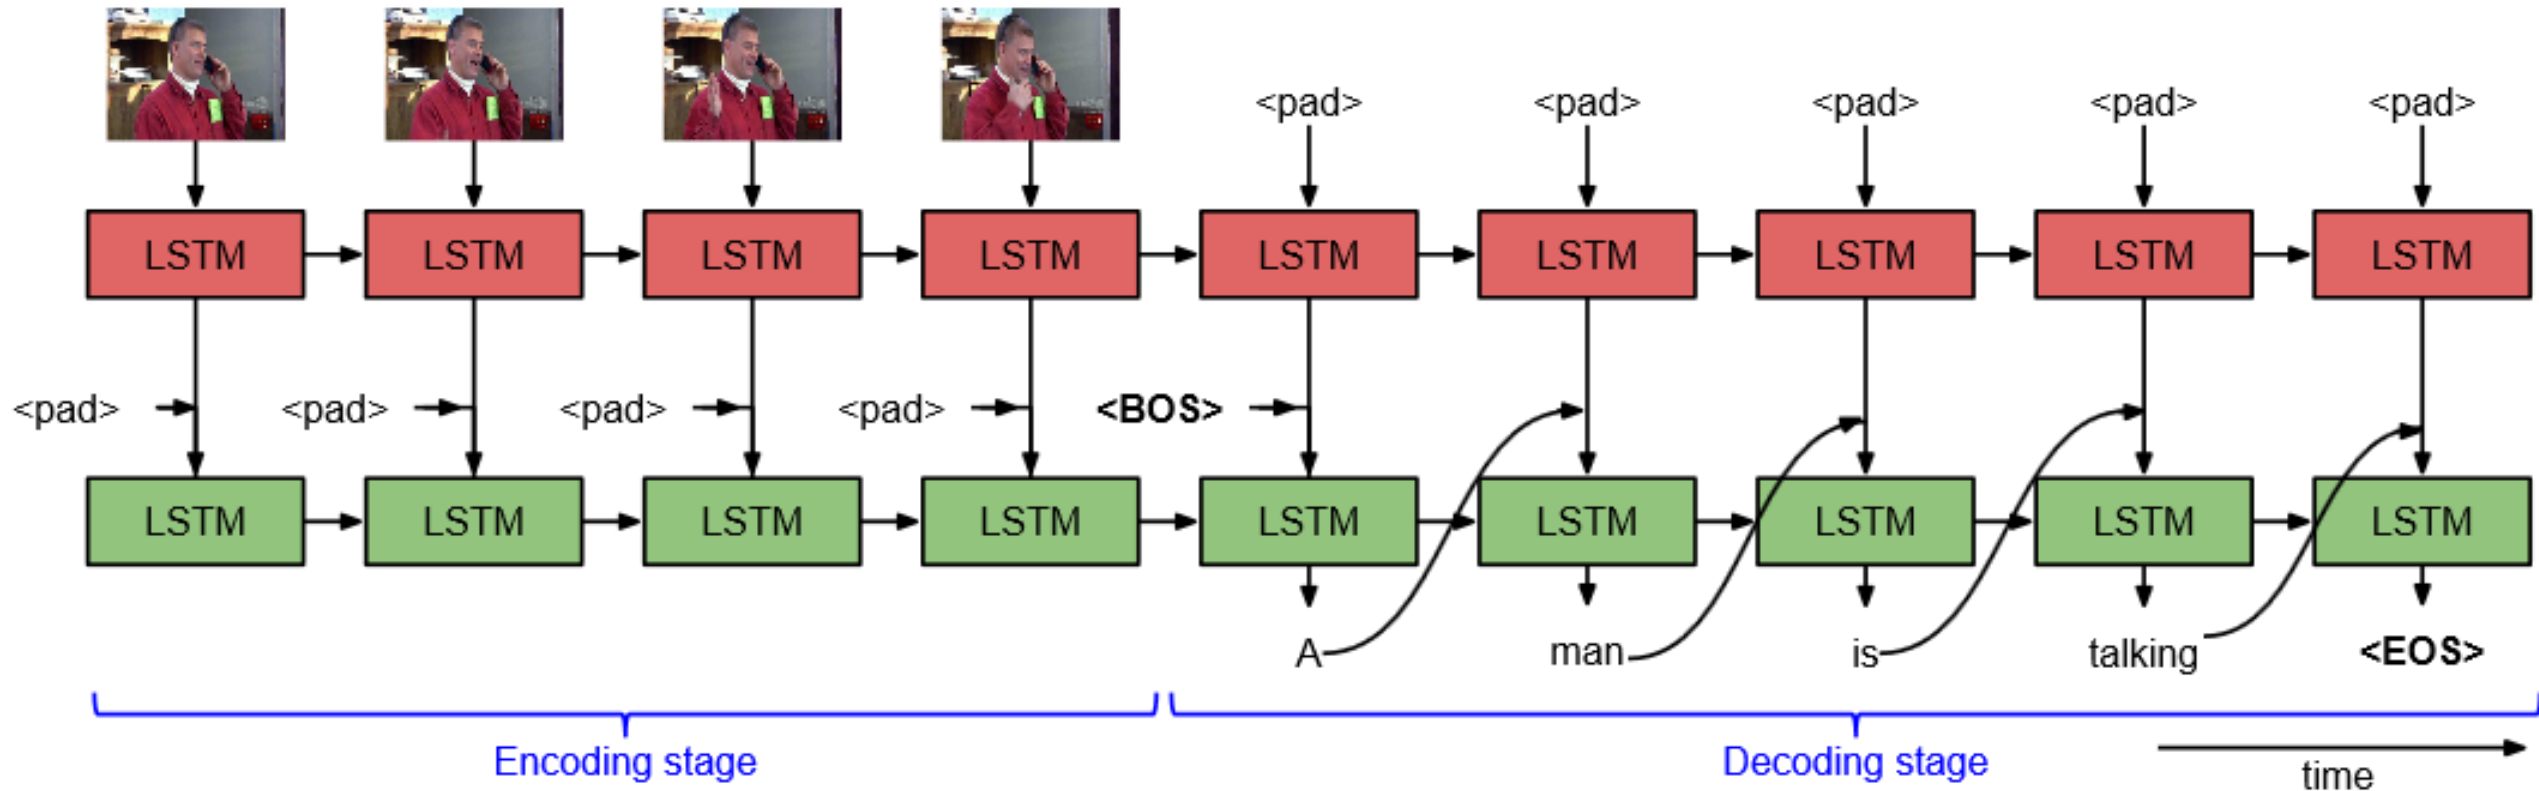 <pad> <pad> <pad> <pad> <pad>
LSTM LSTM LSTM LSTM LSTM LSTM LSTM LSTM LSTM
<pad> <pad> <pad> <pad> <BOS>
LSTM LSTM LSTM LSTM LSTM LSTM LSTM LSTM LSTM
A man is talking <EOS>
Encoding stage Decoding stage
time